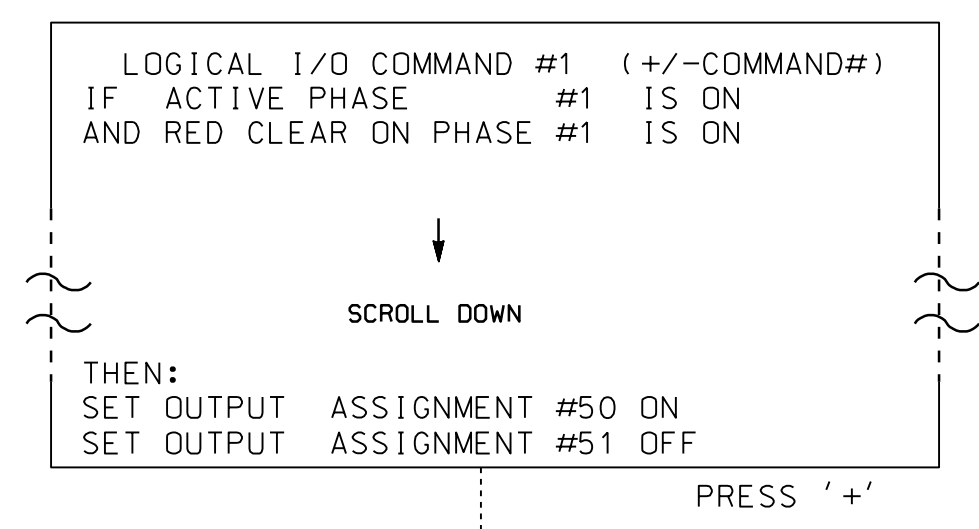 LOGICAL I/O COMMAND #1 (+/-COMMAND#)
IF ACTIVE PHASE #1 IS ON
AND RED CLEAR ON PHASE #1 IS ON
SCROLL DOWN
THEN:
SET OUTPUT ASSIGNMENT #50 ON
SET OUTPUT ASSIGNMENT #51 OFF
PRESS '+'